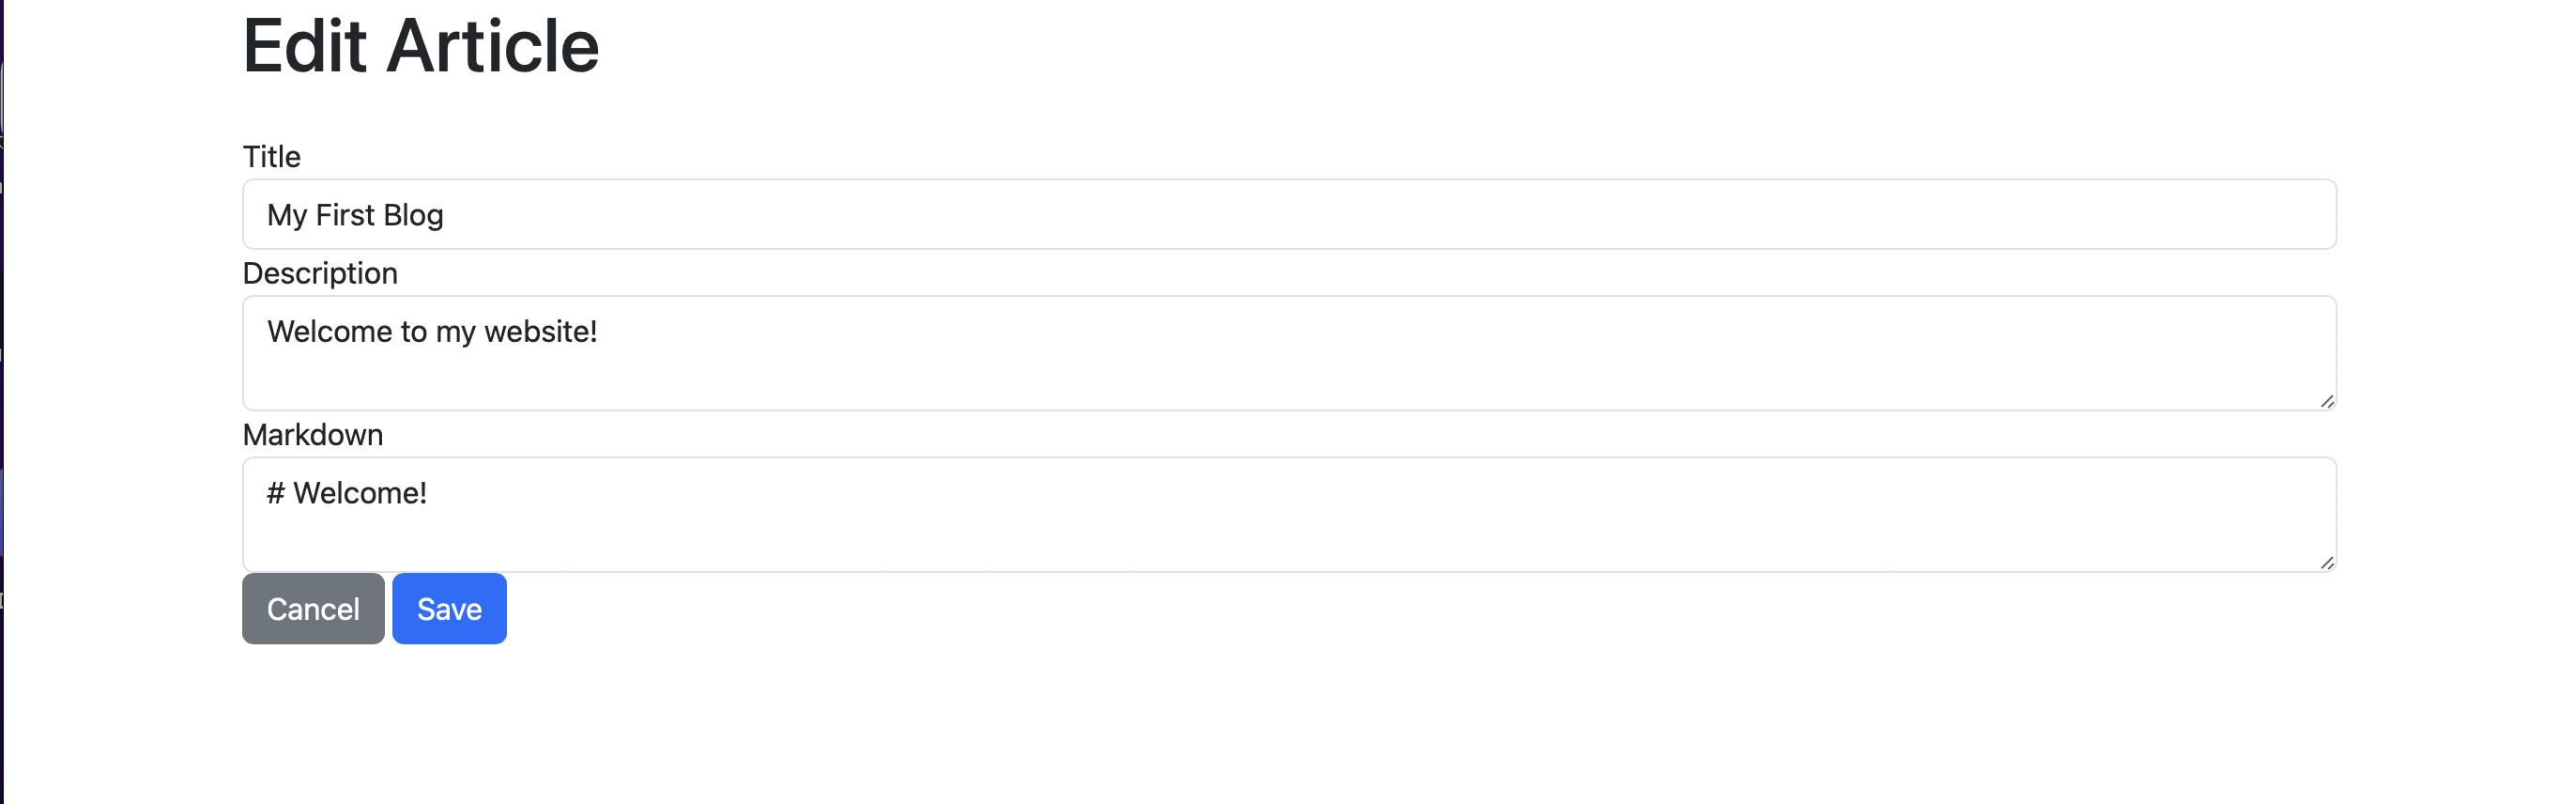 Edit Article
Title
My First Blog
Description
Welcome to my website!
Markdown
# Welcome!
Cancel Save